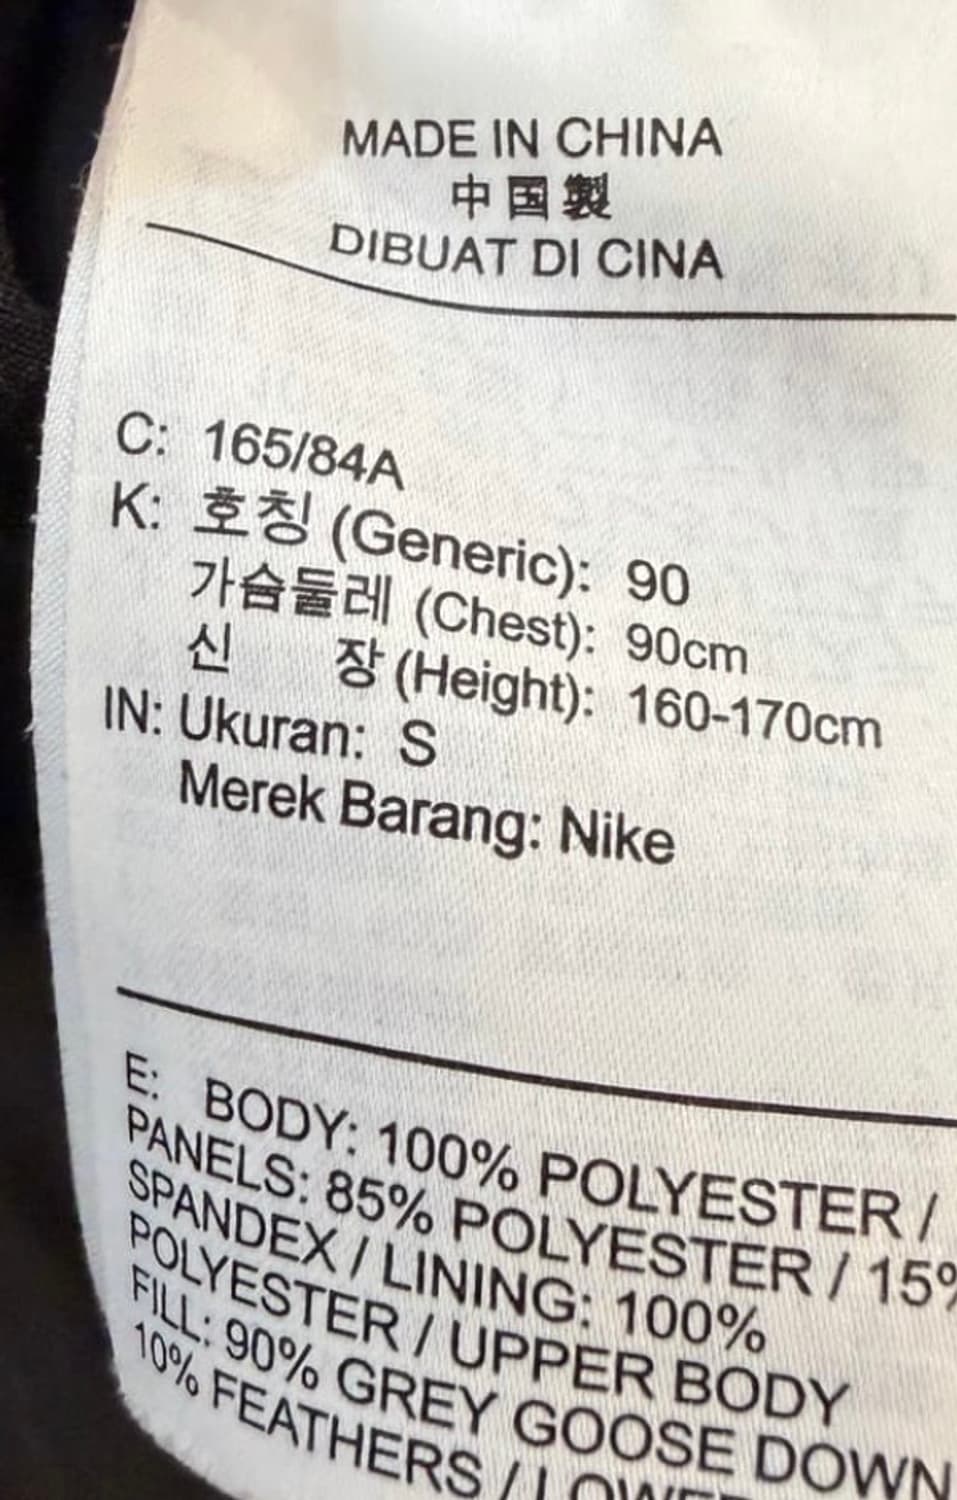 MADE IN CHINA
中国製
DIBUAT DI CINA
C: 165/84A
K: 호칭 (Generic): 90
가슴둘레 (Chest): 90cm
신 장 (Height): 160-170cm
IN: Ukuran: S
Merek Barang: Nike
E: BODY: 100% POLYESTER /
PANELS: 85% POLYESTER / 15%
SPANDEX / LINING: 100%
POLYESTER / UPPER BODY
FILL: 90% GREY GOOSE DOWN
10% FEATHERS /